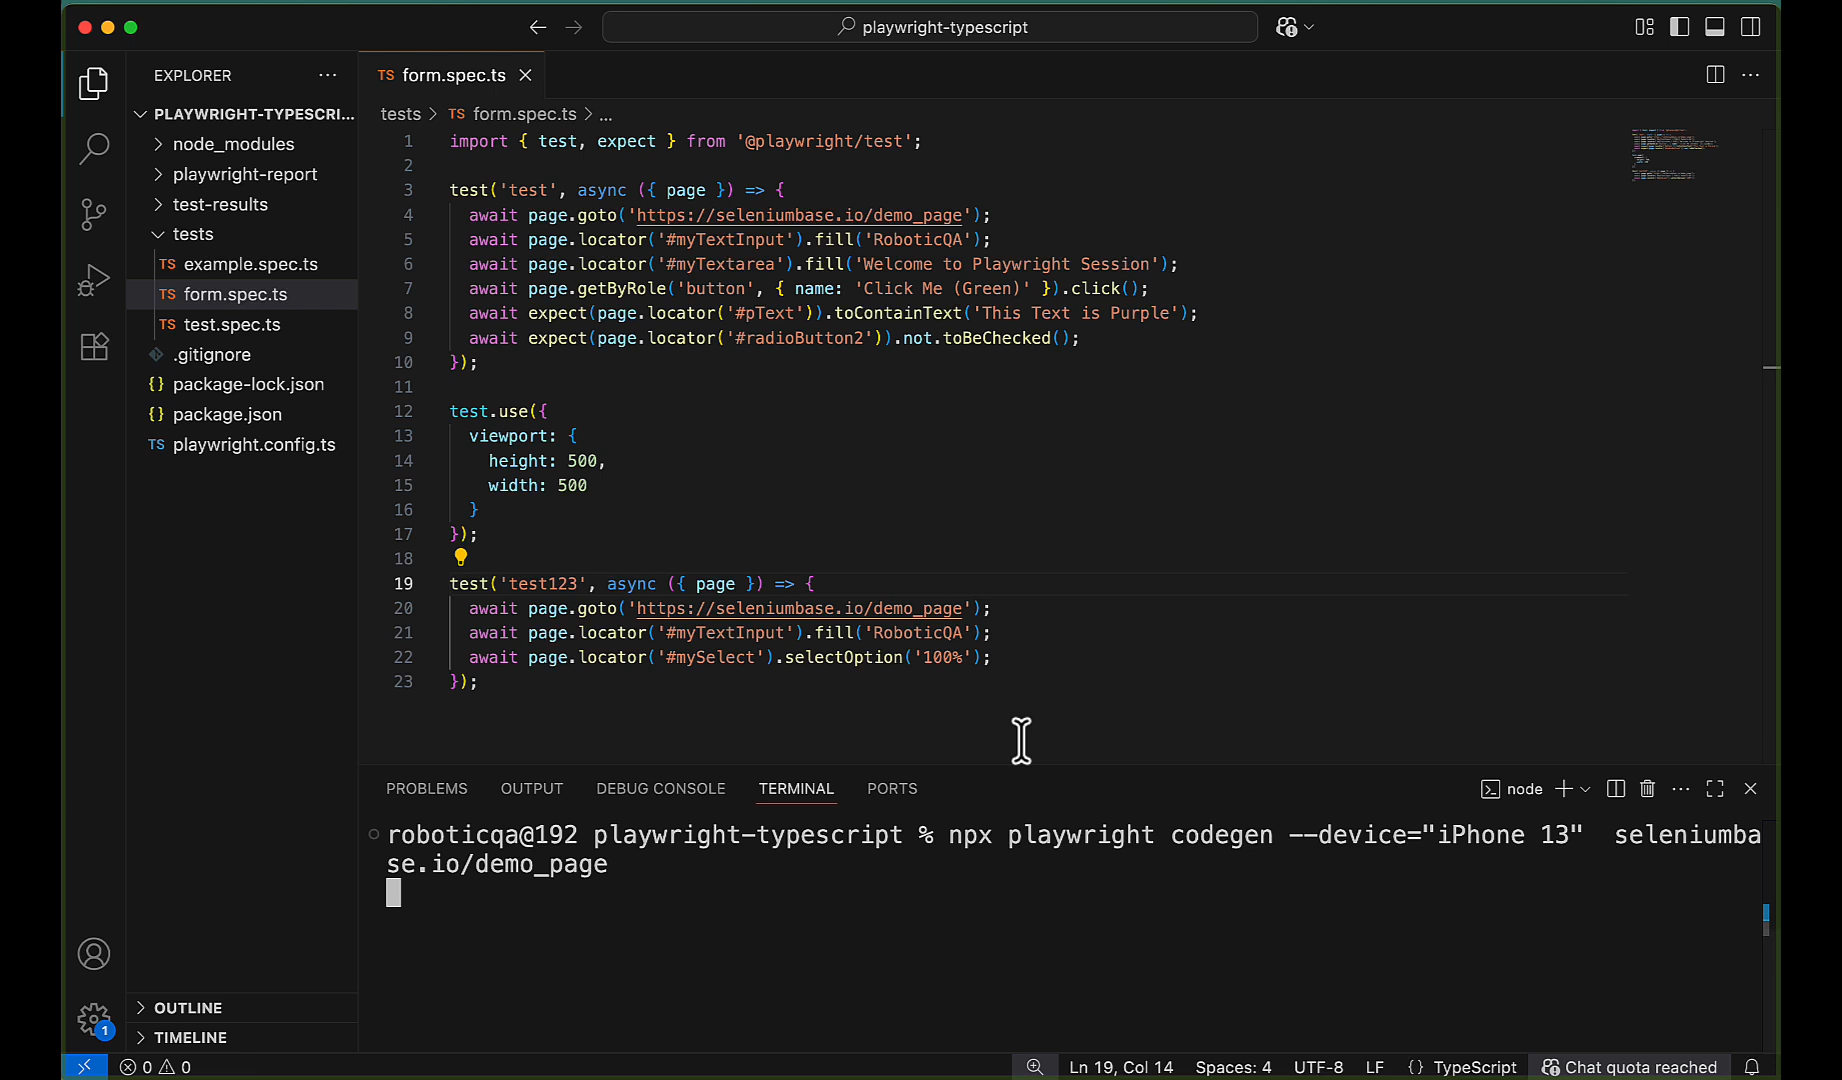 playwright-typescript
EXPLORER ...
PLAYWRIGHT-TYPESCRI...
node_modules
playwright-report
test-results
tests
TS example.spec.ts
TS form.spec.ts
TS test.spec.ts
.gitignore
{} package-lock.json
{} package.json
TS playwright.config.ts
OUTLINE
TIMELINE
TS form.spec.ts
tests > TS form.spec.ts > ...
1 import { test, expect } from '@playwright/test';
2
3 test('test', async ({ page }) => {
4 await page.goto('https://seleniumbase.io/demo_page');
5 await page.locator('#myTextInput').fill('RoboticQA');
6 await page.locator('#myTextarea').fill('Welcome to Playwright Session');
7 await page.getByRole('button', { name: 'Click Me (Green)' }).click();
8 await expect(page.locator('#pText')).toContainText('This Text is Purple');
9 await expect(page.locator('#radioButton2')).not.toBeChecked();
10 });
11
12 test.use({
13 viewport: {
14 height: 500,
15 width: 500
16 }
17 });
18
19 test('test123', async ({ page }) => {
20 await page.goto('https://seleniumbase.io/demo_page');
21 await page.locator('#myTextInput').fill('RoboticQA');
22 await page.locator('#mySelect').selectOption('100%');
23 });
PROBLEMS OUTPUT DEBUG CONSOLE TERMINAL PORTS node
roboticqa@192 playwright-typescript % npx playwright codegen --device="iPhone 13"  seleniumba
se.io/demo_page
1
0 0 Ln 19, Col 14 Spaces: 4 UTF-8 LF {} TypeScript Chat quota reached